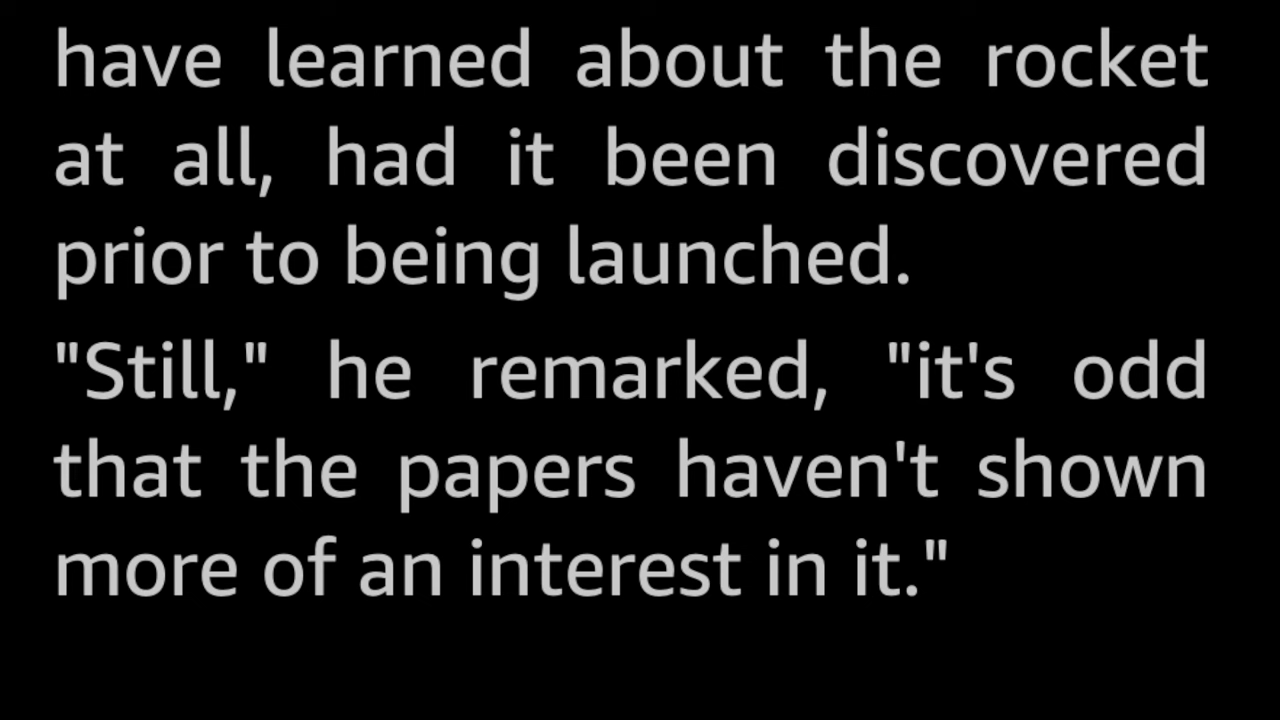 have learned about the rocket
at all, had it been discovered
prior to being launched.
"Still," he remarked, "it's odd
that the papers haven't shown
more of an interest in it."